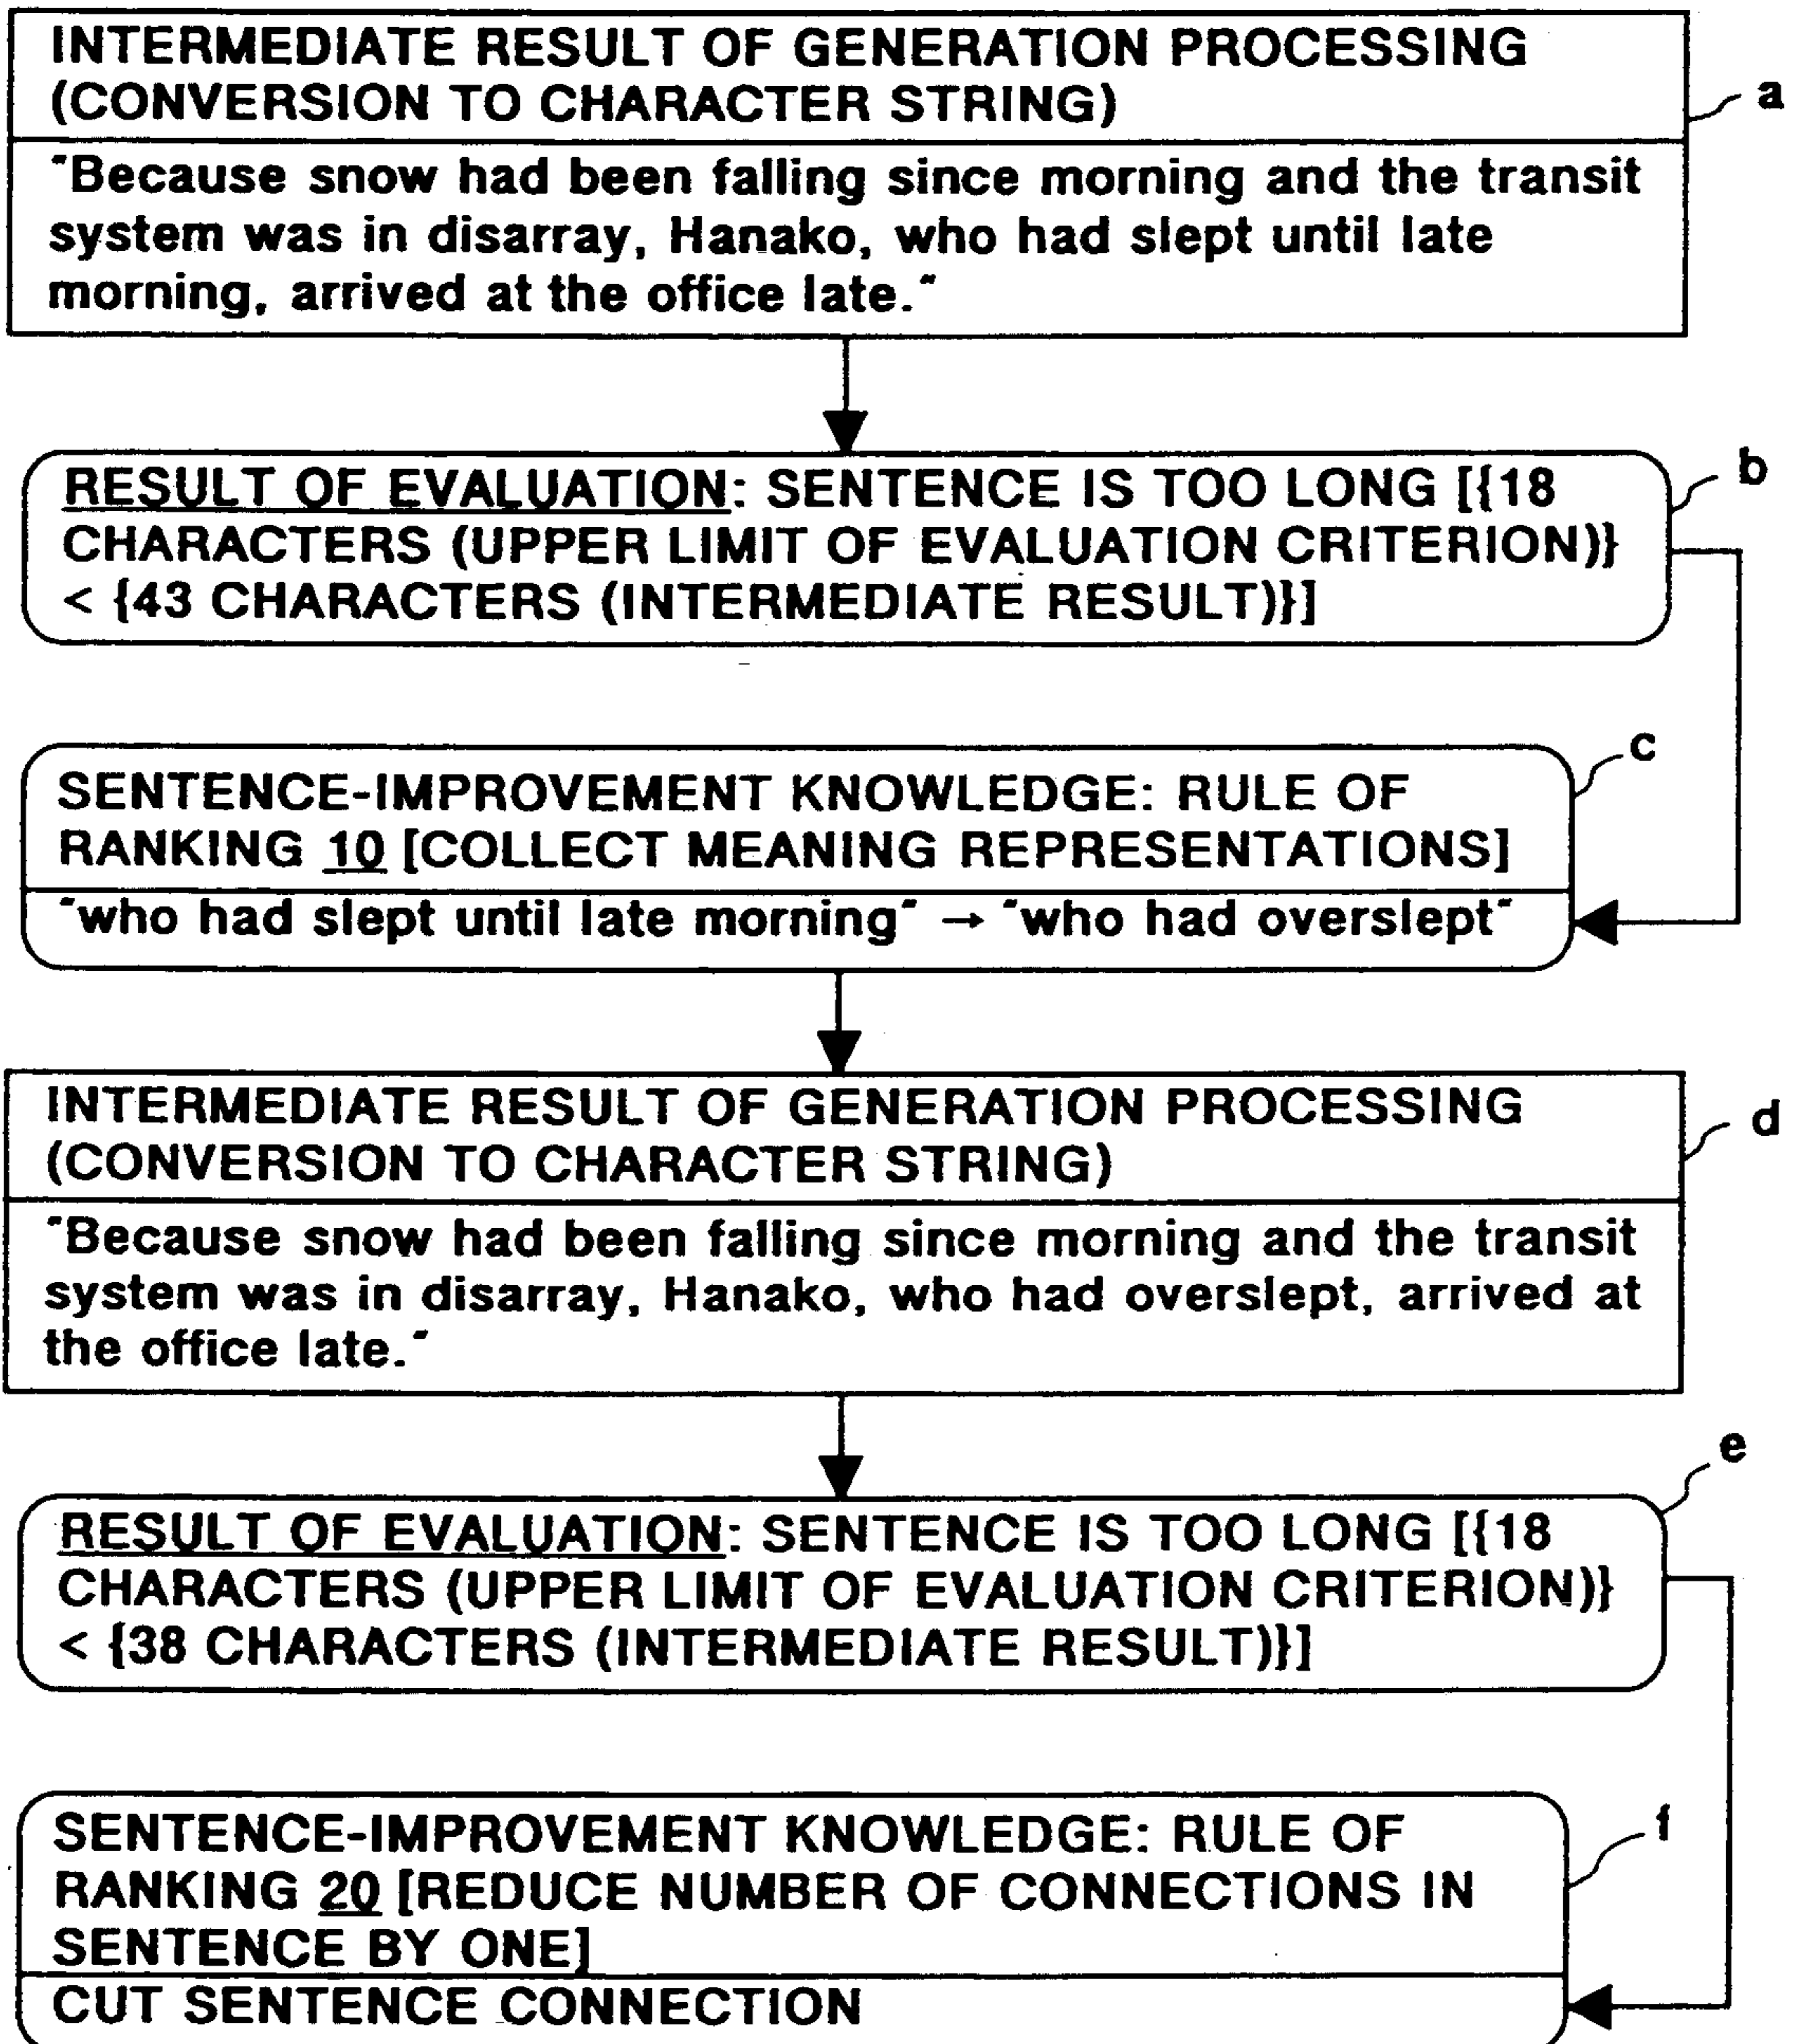 INTERMEDIATE RESULT OF GENERATION PROCESSING
(CONVERSION TO CHARACTER STRING)
a
"Because snow had been falling since morning and the transit
system was in disarray, Hanako, who had slept until late
morning, arrived at the office late."
b
RESULT OF EVALUATION: SENTENCE IS TOO LONG [{18
CHARACTERS (UPPER LIMIT OF EVALUATION CRITERION)}
< {43 CHARACTERS (INTERMEDIATE RESULT)}]
c
SENTENCE-IMPROVEMENT KNOWLEDGE: RULE OF
RANKING 10 [COLLECT MEANING REPRESENTATIONS]
"who had slept until late morning" → "who had overslept"
INTERMEDIATE RESULT OF GENERATION PROCESSING
d
(CONVERSION TO CHARACTER STRING)
"Because snow had been falling since morning and the transit
system was in disarray, Hanako, who had overslept, arrived at
the office late."
e
RESULT OF EVALUATION: SENTENCE IS TOO LONG [{18
CHARACTERS (UPPER LIMIT OF EVALUATION CRITERION)}
< {38 CHARACTERS (INTERMEDIATE RESULT)}]
f
SENTENCE-IMPROVEMENT KNOWLEDGE: RULE OF
RANKING 20 [REDUCE NUMBER OF CONNECTIONS IN
SENTENCE BY ONE]
CUT SENTENCE CONNECTION